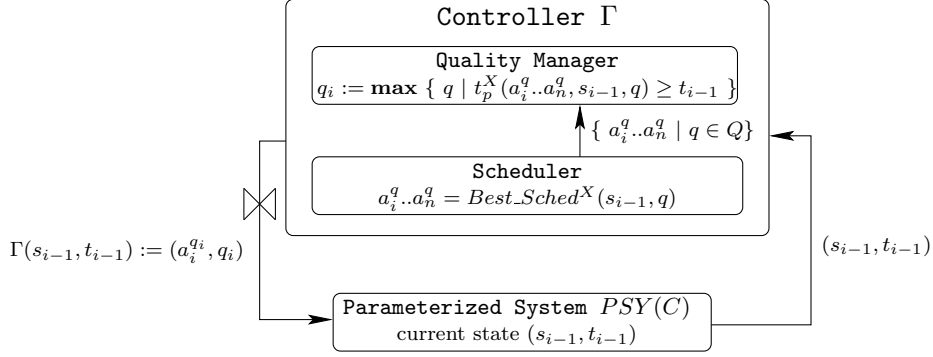 Controller Γ
Quality Manager
q_i := max { q | t_p^X(a_i^q..a_n^q, s_{i−1}, q) ≥ t_{i−1} }
{ a_i^q..a_n^q | q ∈ Q}
Scheduler
a_i^q..a_n^q = Best_Sched^X(s_{i−1}, q)
Γ(s_{i−1}, t_{i−1}) := (a_i^{q_i}, q_i)
(s_{i−1}, t_{i−1})
Parameterized System PSY(C)
current state (s_{i−1}, t_{i−1})